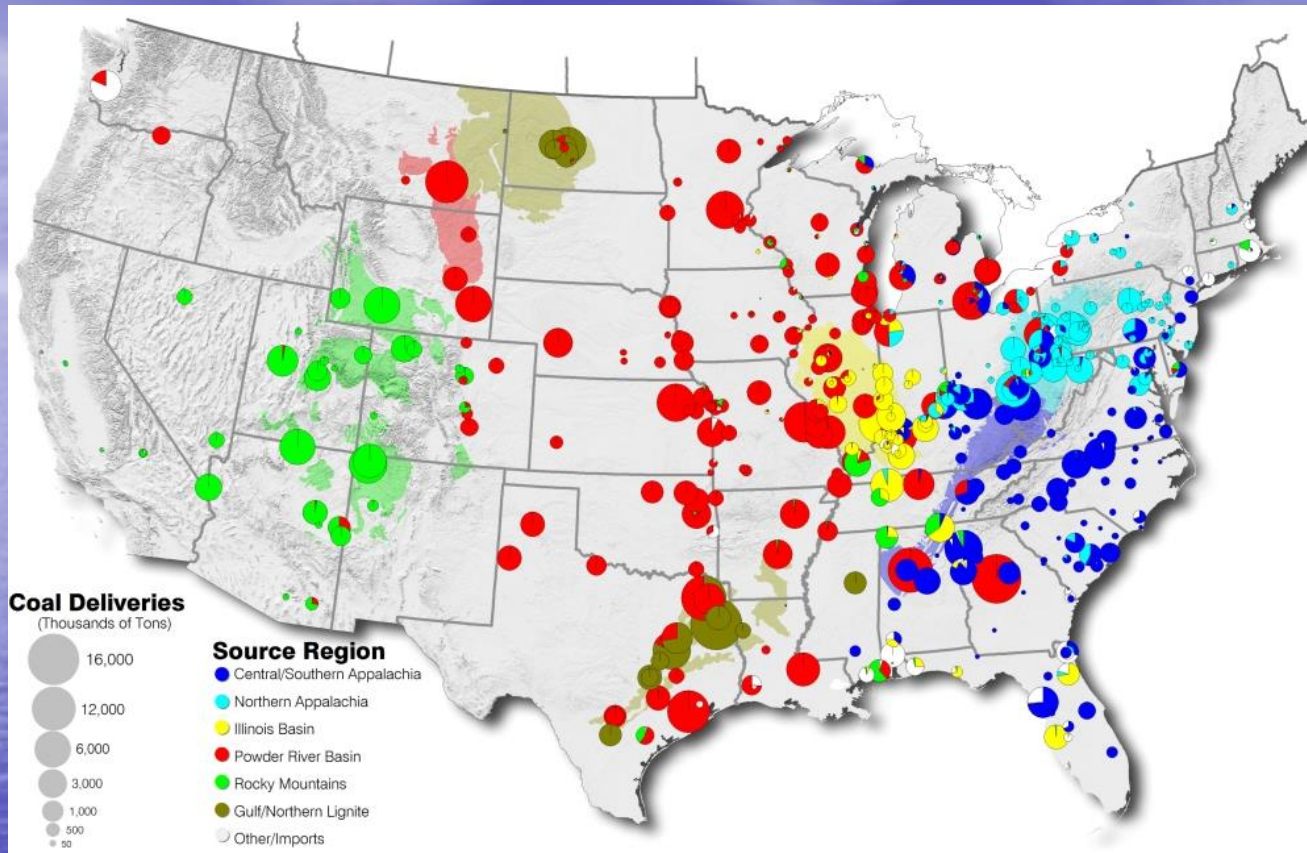 Coal Deliveries
(Thousands of Tons)
16,000
12,000
6,000
3,000
1,000
500
50
Source Region
Central/Southern Appalachia
Northern Appalachia
Illinois Basin
Powder River Basin
Rocky Mountains
Gulf/Northern Lignite
Other/Imports